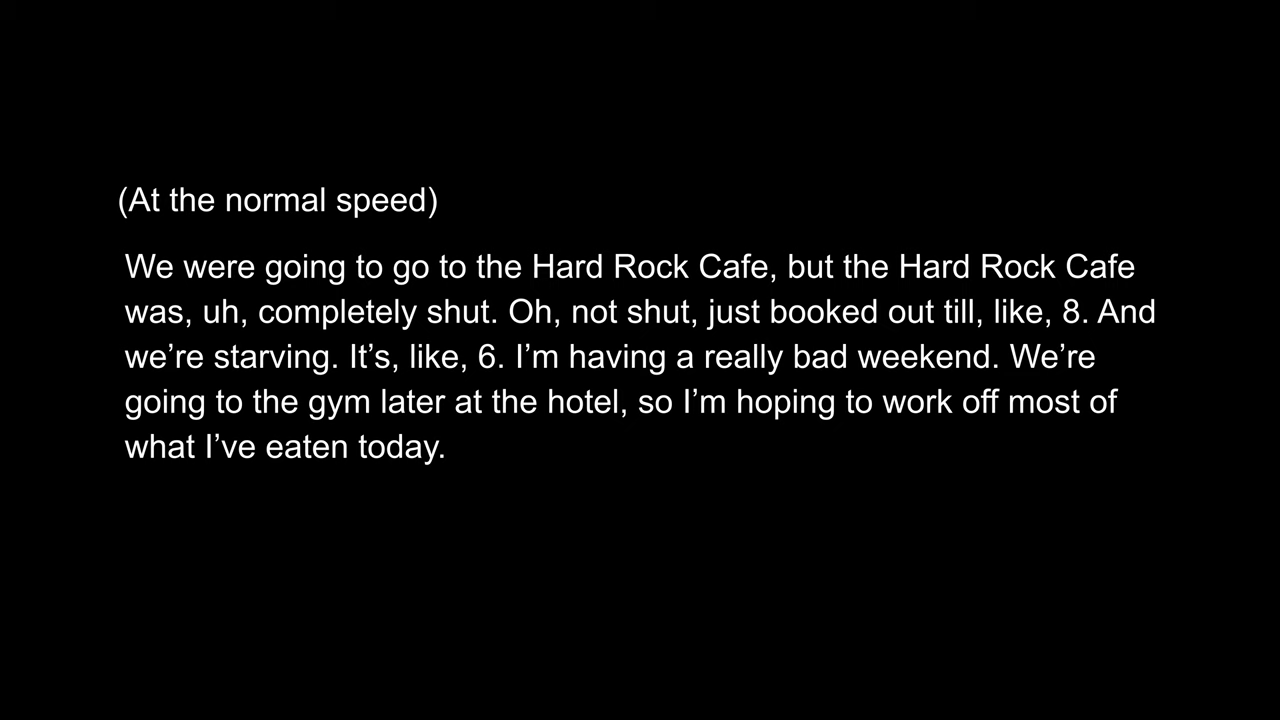 (At the normal speed)
We were going to go to the Hard Rock Cafe, but the Hard Rock Cafe
was, uh, completely shut. Oh, not shut, just booked out till, like, 8. And
we’re starving. It’s, like, 6. I’m having a really bad weekend. We’re
going to the gym later at the hotel, so I’m hoping to work off most of
what I’ve eaten today.